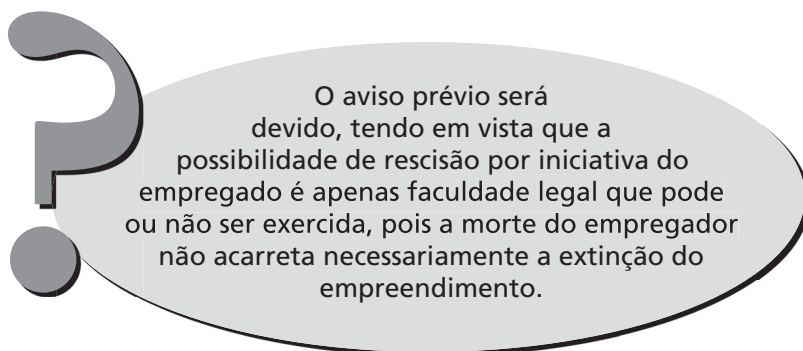 O aviso prévio será
devido, tendo em vista que a
possibilidade de rescisão por iniciativa do
empregado é apenas faculdade legal que pode
ou não ser exercida, pois a morte do empregador
não acarreta necessariamente a extinção do
empreendimento.